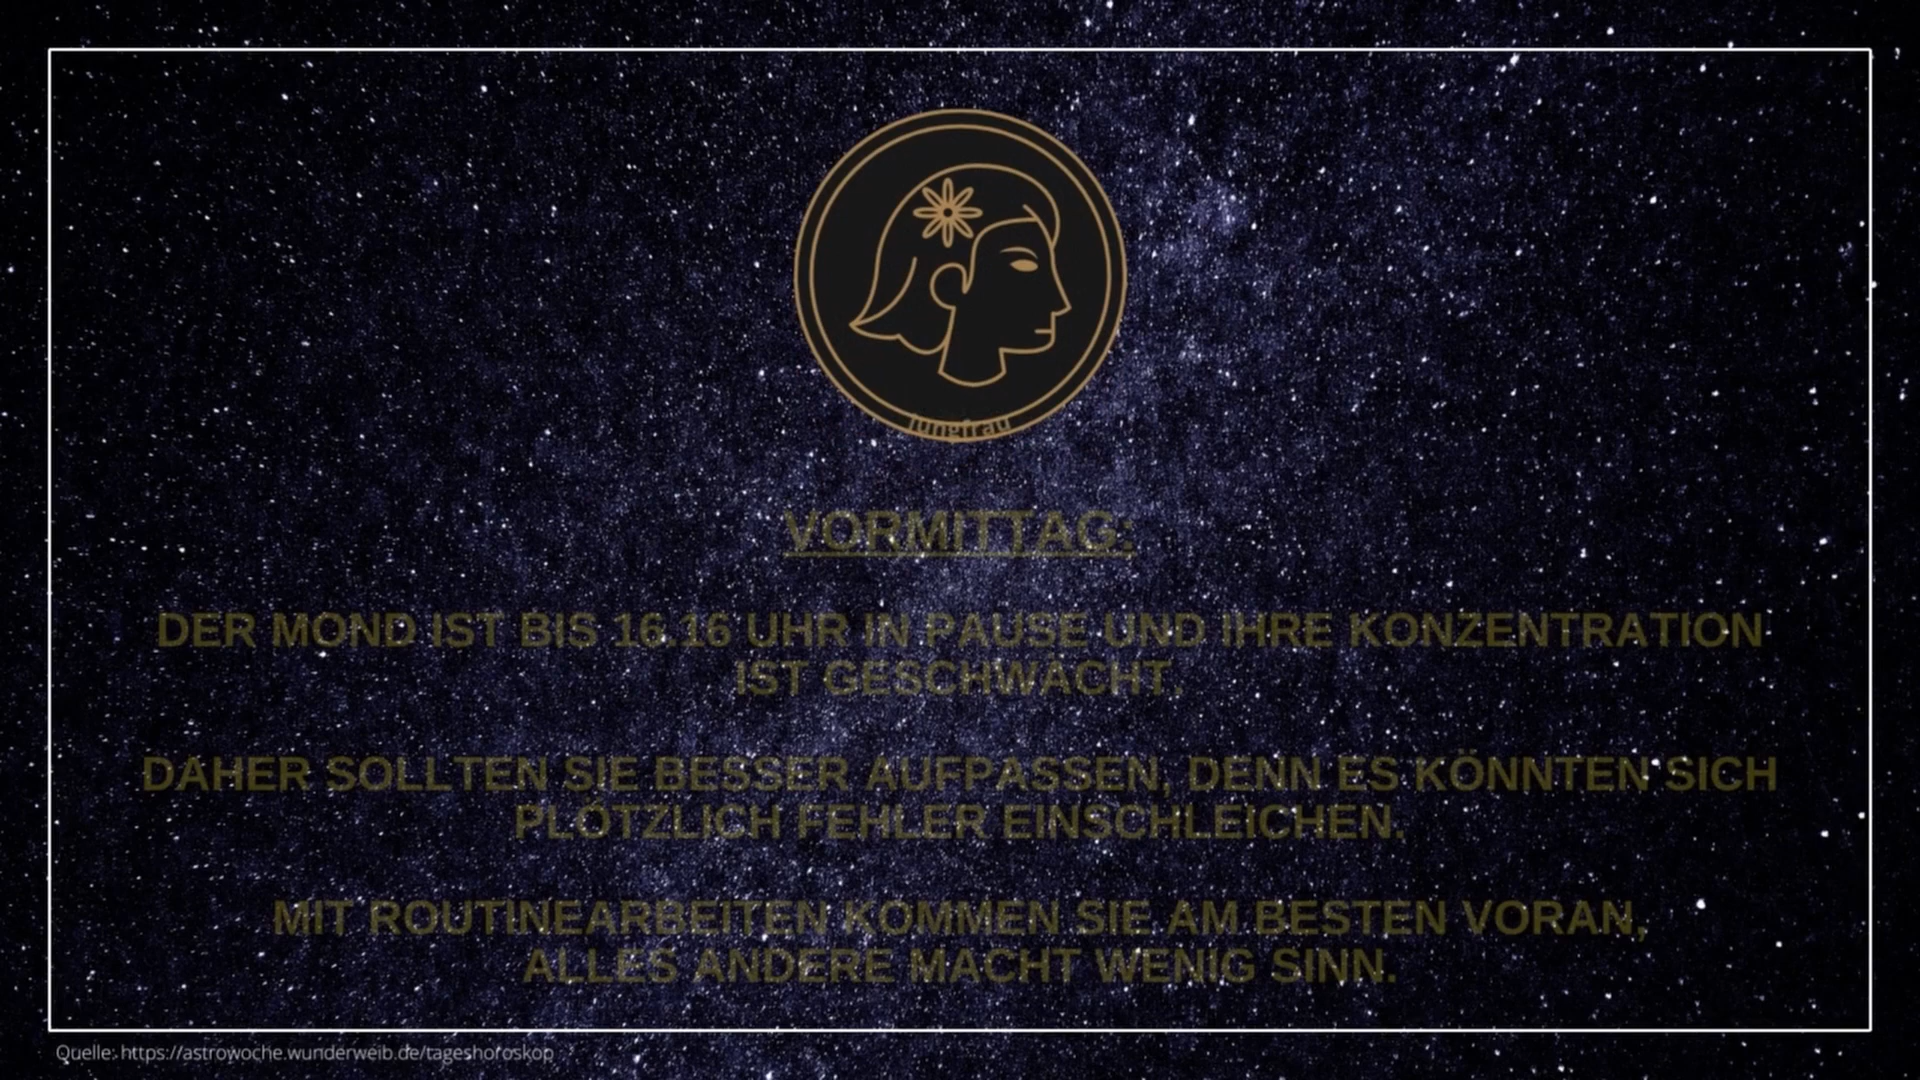 Jungfrau
VORMITTAG:
DER MOND IST BIS 16.16 UHR IN PAUSE UND IHRE KONZENTRATION
IST GESCHWÄCHT.
DAHER SOLLTEN SIE BESSER AUFPASSEN, DENN ES KÖNNTEN SICH
PLÖTZLICH FEHLER EINSCHLEICHEN.
MIT ROUTINEARBEITEN KOMMEN SIE AM BESTEN VORAN,
ALLES ANDERE MACHT WENIG SINN.
Quelle: https://astrowoche.wunderweib.de/tageshoroskop